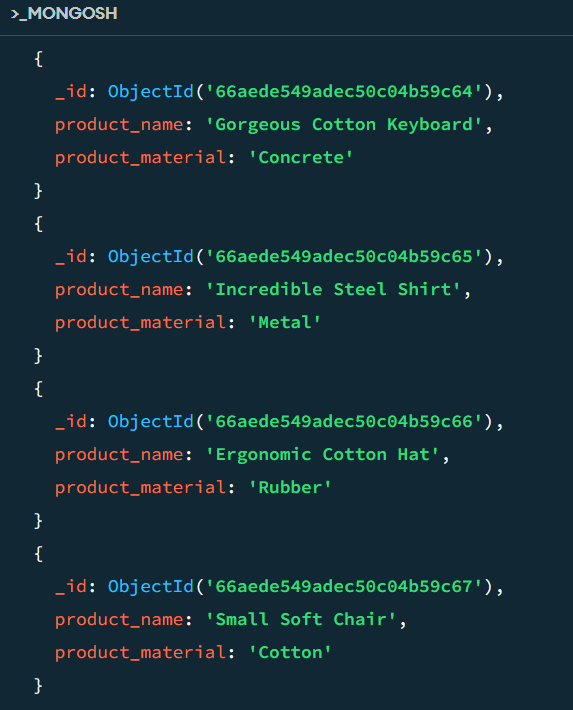 >_MONGOSH
{
_id: ObjectId('66aede549adec50c04b59c64'),
product_name: 'Gorgeous Cotton Keyboard',
product_material: 'Concrete'
}
{
_id: ObjectId('66aede549adec50c04b59c65'),
product_name: 'Incredible Steel Shirt',
product_material: 'Metal'
}
{
_id: ObjectId('66aede549adec50c04b59c66'),
product_name: 'Ergonomic Cotton Hat',
product_material: 'Rubber'
}
{
_id: ObjectId('66aede549adec50c04b59c67'),
product_name: 'Small Soft Chair',
product_material: 'Cotton'
}